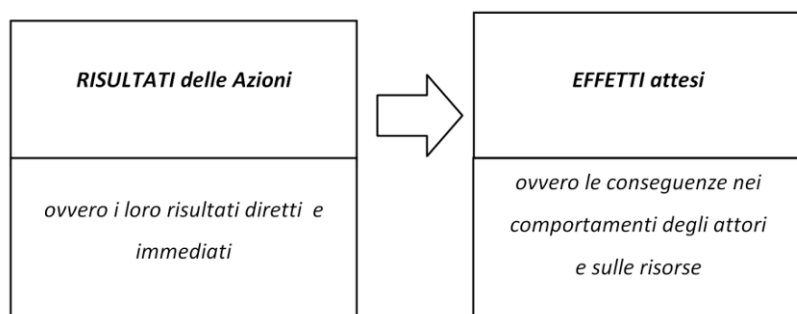 RISULTATI delle Azioni
ovvero i loro risultati diretti e
immediati
EFFETTI attesi
ovvero le conseguenze nei
comportamenti degli attori
e sulle risorse